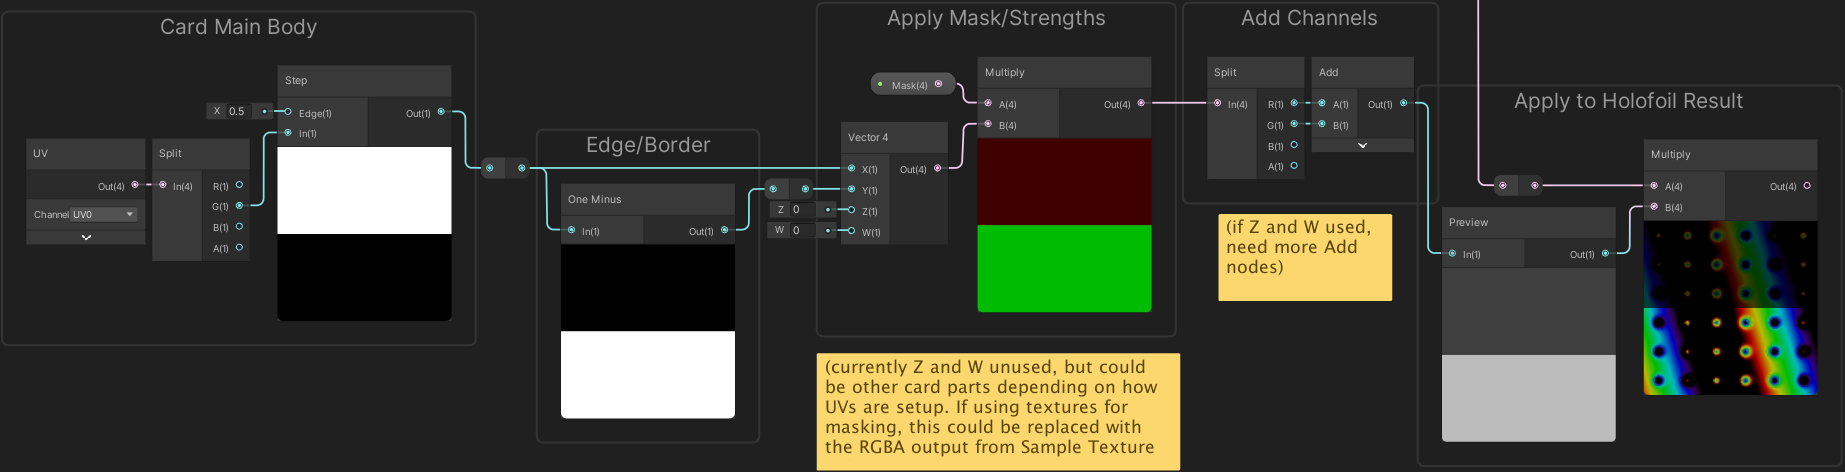 Card Main Body
Step
X 0.5
Edge(1)
Out(1)
In(1)
UV
Out(4)
Channel UV0
Split
In(4)
R(1)
G(1)
B(1)
A(1)
Edge/Border
One Minus
In(1)
Out(1)
Apply Mask/Strengths
Mask(4)
Multiply
A(4)
Out(4)
B(4)
Vector 4
X(1)
Out(4)
Y(1)
Z 0
Z(1)
W 0
W(1)
(currently Z and W unused, but could
be other card parts depending on how
UVs are setup. If using textures for
masking, this could be replaced with
the RGBA output from Sample Texture
Add Channels
Split
In(4)
R(1)
G(1)
B(1)
A(1)
Add
A(1)
Out(1)
B(1)
(if Z and W used,
need more Add
nodes)
Apply to Holofoil Result
Preview
In(1)
Out(1)
Multiply
A(4)
Out(4)
B(4)